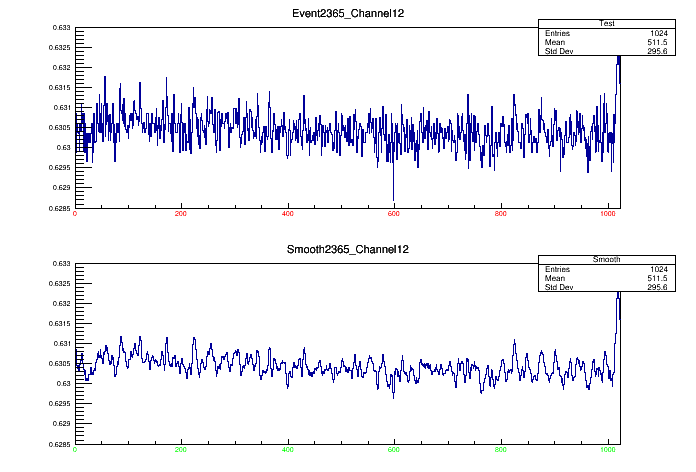 Event2365_Channel12
Test
Entries 1024
Mean 511.5
Std Dev 295.6
0.633
0.6325
0.632
0.6315
0.631
0.6305
0.63
0.6295
0.629
0.6285
0 200 400 600 800 1000
Smooth2365_Channel12
Smooth
Entries 1024
Mean 511.5
Std Dev 295.6
0.633
0.6325
0.632
0.6315
0.631
0.6305
0.63
0.6295
0.629
0.6285
0 200 400 600 800 1000